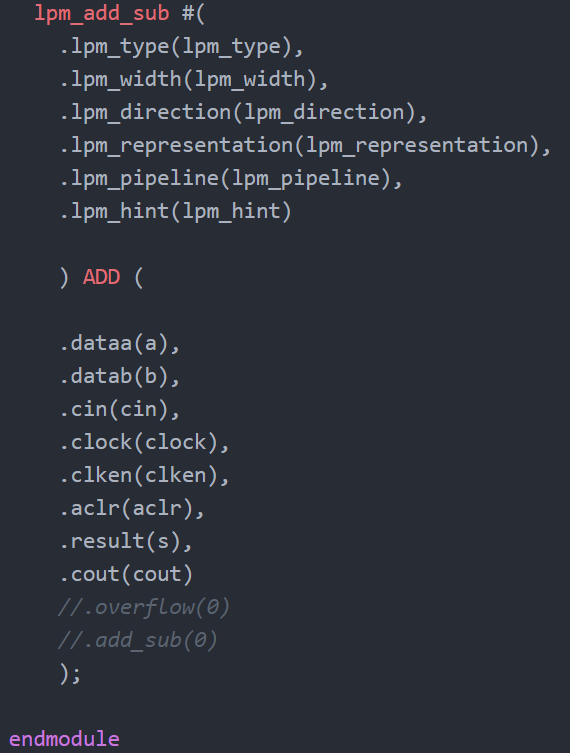 lpm_add_sub #(
.lpm_type(lpm_type),
.lpm_width(lpm_width),
.lpm_direction(lpm_direction),
.lpm_representation(lpm_representation),
.lpm_pipeline(lpm_pipeline),
.lpm_hint(lpm_hint)
) ADD (
.dataa(a),
.datab(b),
.cin(cin),
.clock(clock),
.clken(clken),
.aclr(aclr),
.result(s),
.cout(cout)
//.overflow(0)
//.add_sub(0)
);
endmodule